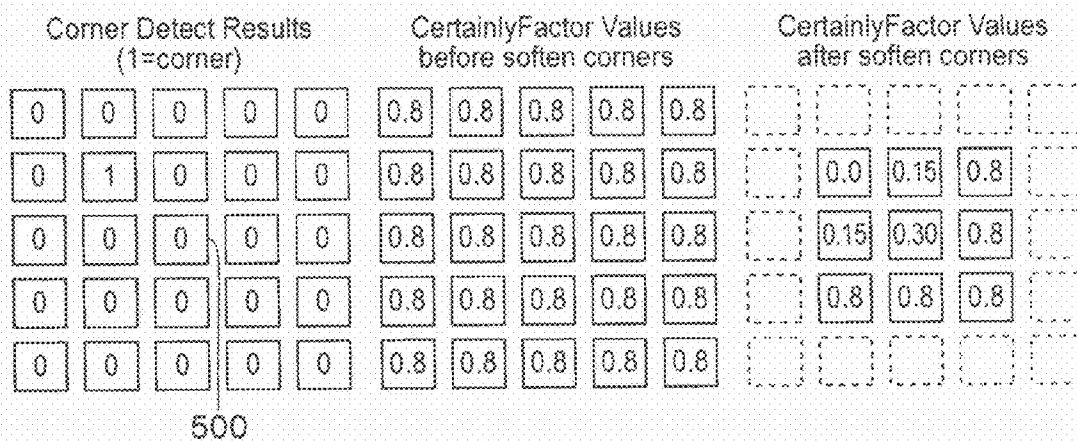 Corner Detect Results
(1=corner)
0 0 0 0 0
0 1 0 0 0
0 0 0 0 0
0 0 0 0 0
0 0 0 0 0
500
CertainlyFactor Values
before soften corners
0.8 0.8 0.8 0.8 0.8
0.8 0.8 0.8 0.8 0.8
0.8 0.8 0.8 0.8 0.8
0.8 0.8 0.8 0.8 0.8
0.8 0.8 0.8 0.8 0.8
CertainlyFactor Values
after soften corners
0.0 0.15 0.8
0.15 0.30 0.8
0.8 0.8 0.8